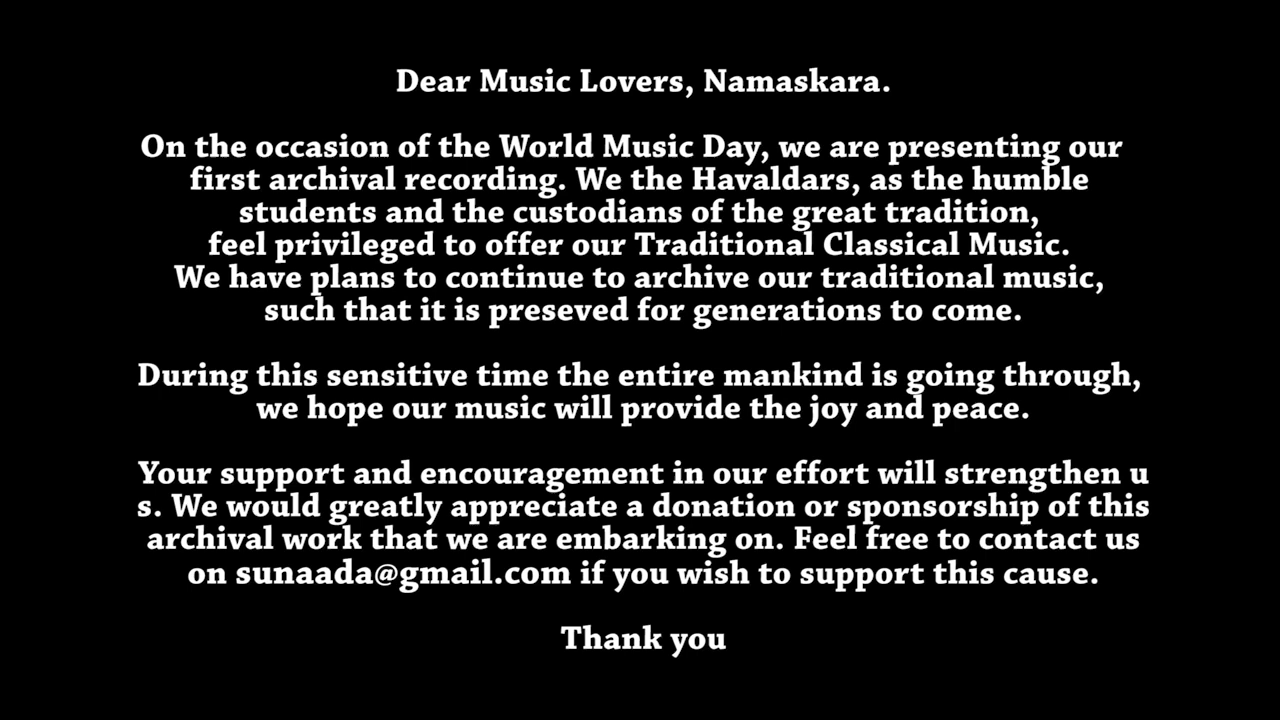 Dear Music Lovers, Namaskara.
On the occasion of the World Music Day, we are presenting our
first archival recording. We the Havaldars, as the humble
students and the custodians of the great tradition,
feel privileged to offer our Traditional Classical Music.
We have plans to continue to archive our traditional music,
such that it is preseved for generations to come.
During this sensitive time the entire mankind is going through,
we hope our music will provide the joy and peace.
Your support and encouragement in our effort will strengthen u
s. We would greatly appreciate a donation or sponsorship of this
archival work that we are embarking on. Feel free to contact us
on sunaada@gmail.com if you wish to support this cause.
Thank you